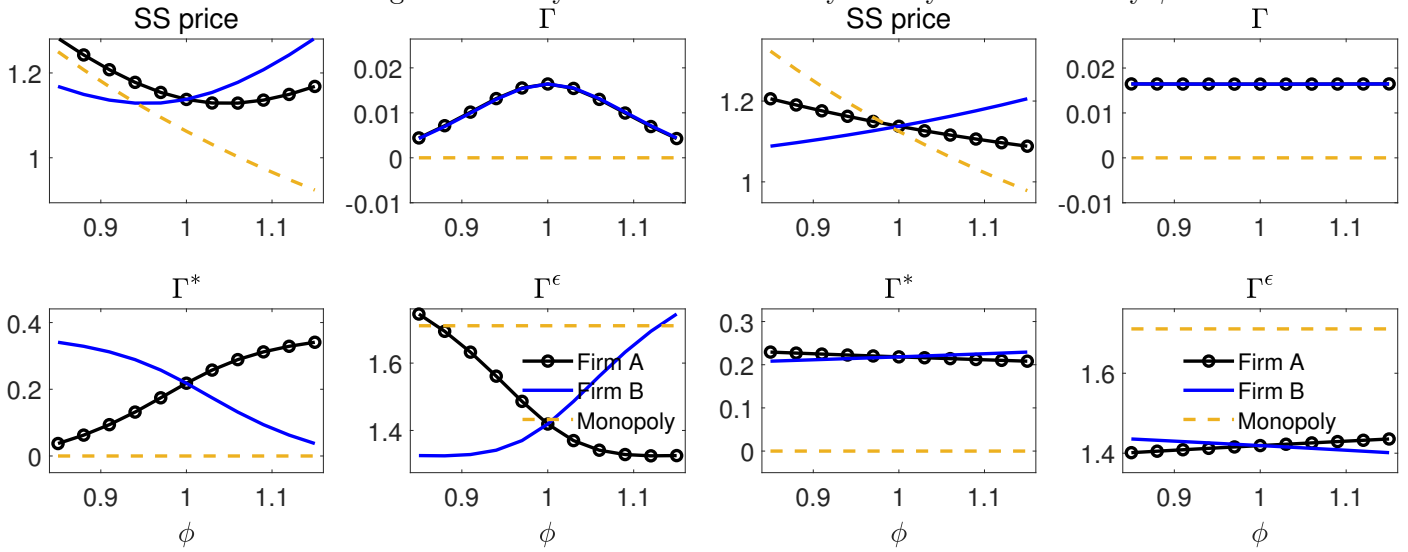 SS price
Γ
SS price
Γ
1.2
1
0.02
0.01
0
-0.01
1.2
1
0.02
0.01
0
-0.01
0.9 1 1.1
0.9 1 1.1
0.9 1 1.1
0.9 1 1.1
Γ*
Γ^ϵ
Γ*
Γ^ϵ
0.4
0.2
0
1.6
1.4
Firm A
Firm B
Monopoly
0.3
0.2
0.1
0
1.6
1.4
Firm A
Firm B
Monopoly
0.9 1 1.1
0.9 1 1.1
0.9 1 1.1
0.9 1 1.1
ϕ
ϕ
ϕ
ϕ